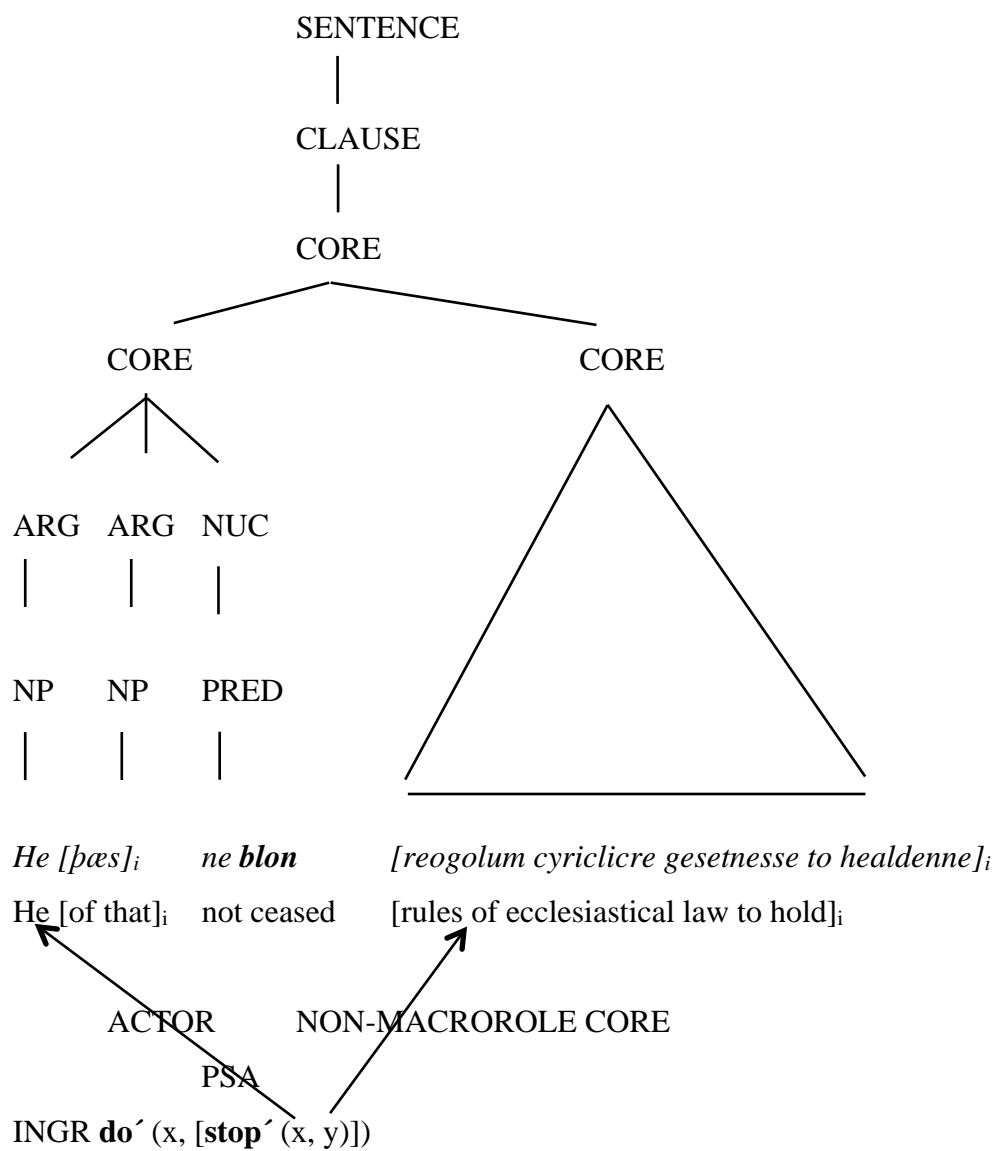 SENTENCE
CLAUSE
CORE
CORE CORE
ARG ARG NUC
NP NP PRED
He [þæs]i ne blon [reogolum cyriclicre gesetnesse to healdenne]i
He [of that]i not ceased [rules of ecclesiastical law to hold]i
ACTOR NON-MACROROLE CORE
PSA
INGR do´ (x, [stop´ (x, y)])